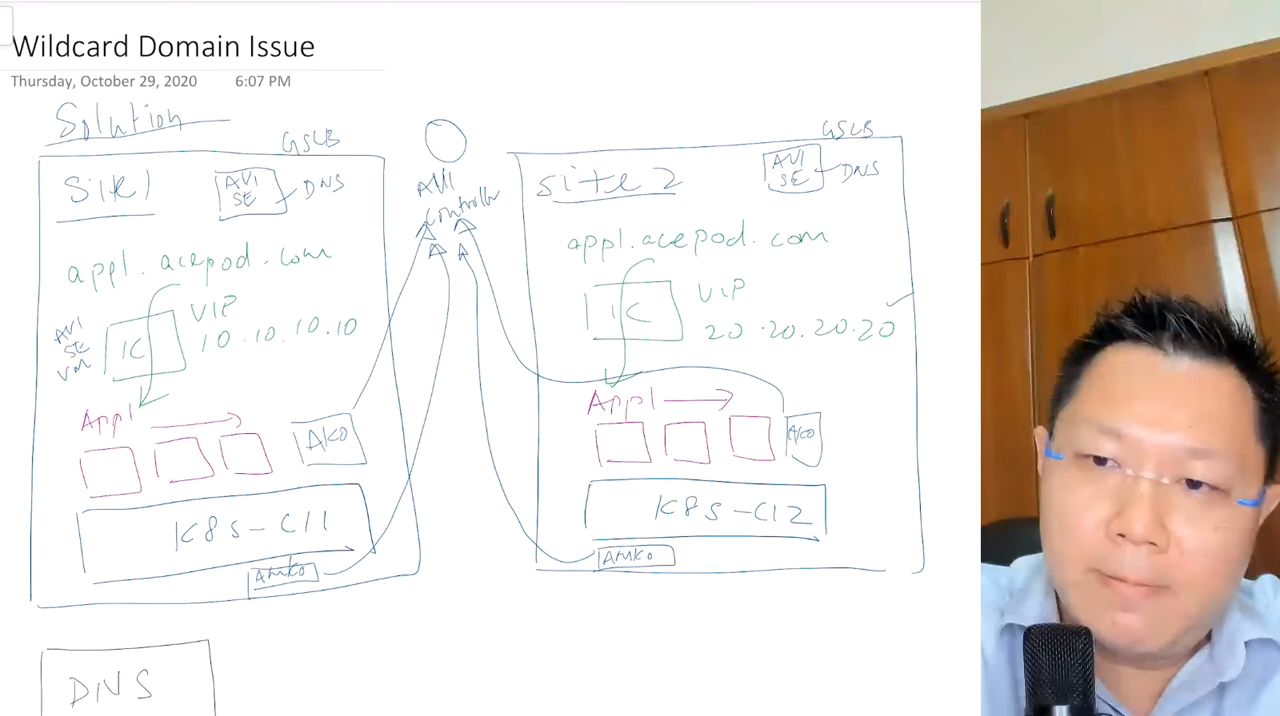 Wildcard Domain Issue
Thursday, October 29, 2020 6:07 PM
Solution
GSLB
Site 1
AVI
SE
DNS
app1.acepod.com
AVI
SE
VM
IC
VIP
10.10.10.10
App1
AKO
K8S-Cl1
AMKO
AVI
Controller
GSLB
site 2
AVI
SE
DNS
app1.acepod.com
IC
VIP
20.20.20.20
App1
AKO
K8S-Cl2
AMKO
DNS